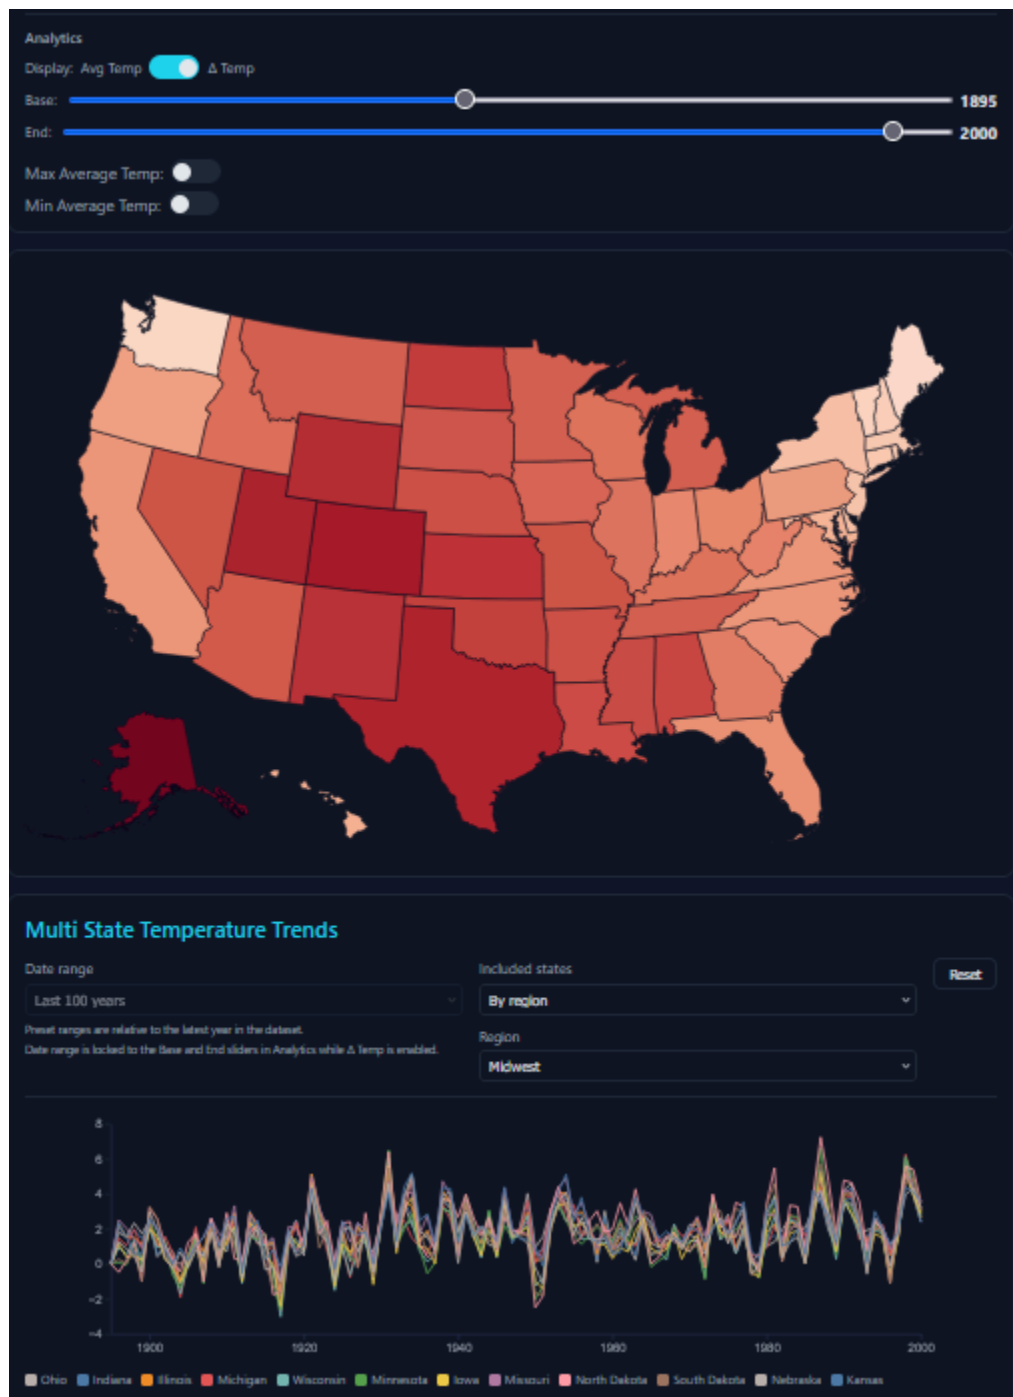 Analytics
Display: Avg Temp Δ Temp
Base: 1895
End: 2000
Max Average Temp:
Min Average Temp:
Multi State Temperature Trends
Date range
Last 100 years
Preset ranges are relative to the latest year in the dataset.
Date range is locked to the Base and End sliders in Analytics while Δ Temp is enabled.
Included states
By region
Reset
Region
Midwest
8
6
4
2
0
−2
−4
1900 1920 1940 1960 1980 2000
Ohio Indiana Illinois Michigan Wisconsin Minnesota Iowa Missouri North Dakota South Dakota Nebraska Kansas